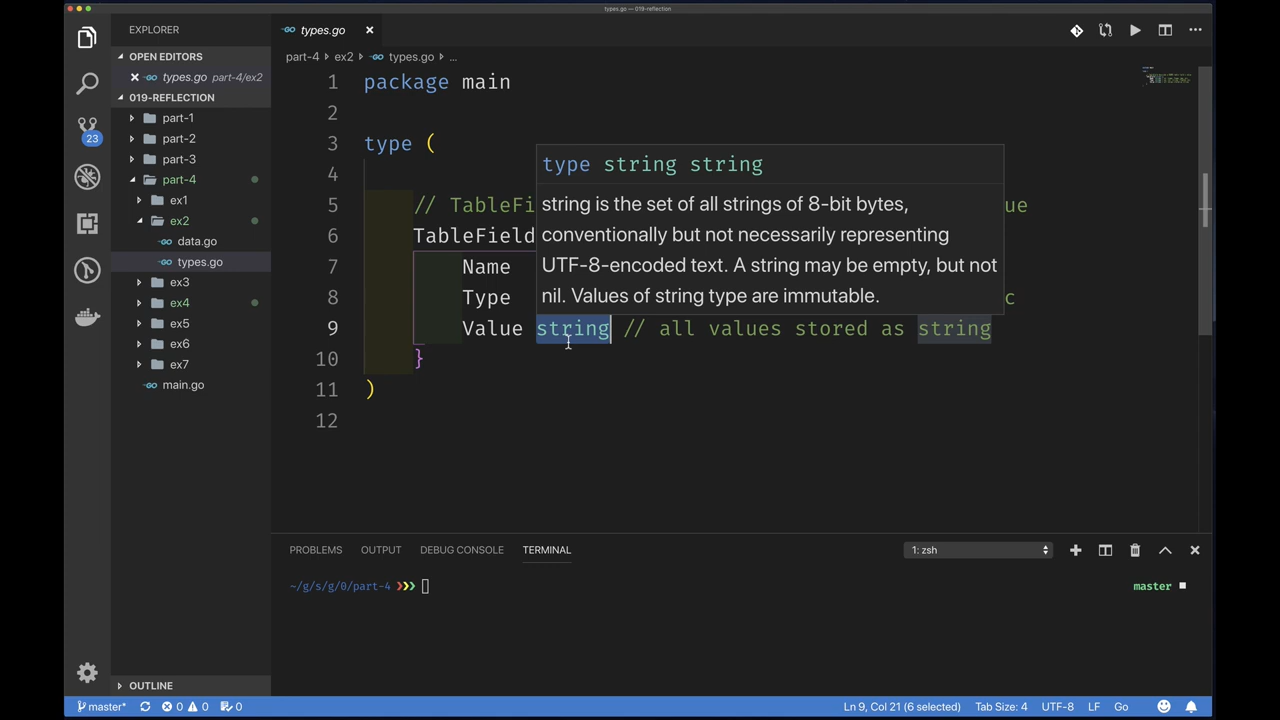 types.go — 019-reflection
EXPLORER
OPEN EDITORS
types.go part-4/ex2
019-REFLECTION
part-1
part-2
part-3
part-4
ex1
ex2
data.go
types.go
ex3
ex4
ex5
ex6
ex7
main.go
OUTLINE
23
types.go
part-4 › ex2 › types.go › ...
1 package main
2
3 type (
4
5 // TableFi ue
6 TableField
7 Name
8 Type c
9 Value string // all values stored as string
10 }
11 )
12
type string string
string is the set of all strings of 8-bit bytes,
conventionally but not necessarily representing
UTF-8-encoded text. A string may be empty, but not
nil. Values of string type are immutable.
PROBLEMS OUTPUT DEBUG CONSOLE TERMINAL 1: zsh
~/g/s/g/0/part-4 ❯❯❯ master
master* 0 0 0 Ln 9, Col 21 (6 selected) Tab Size: 4 UTF-8 LF Go